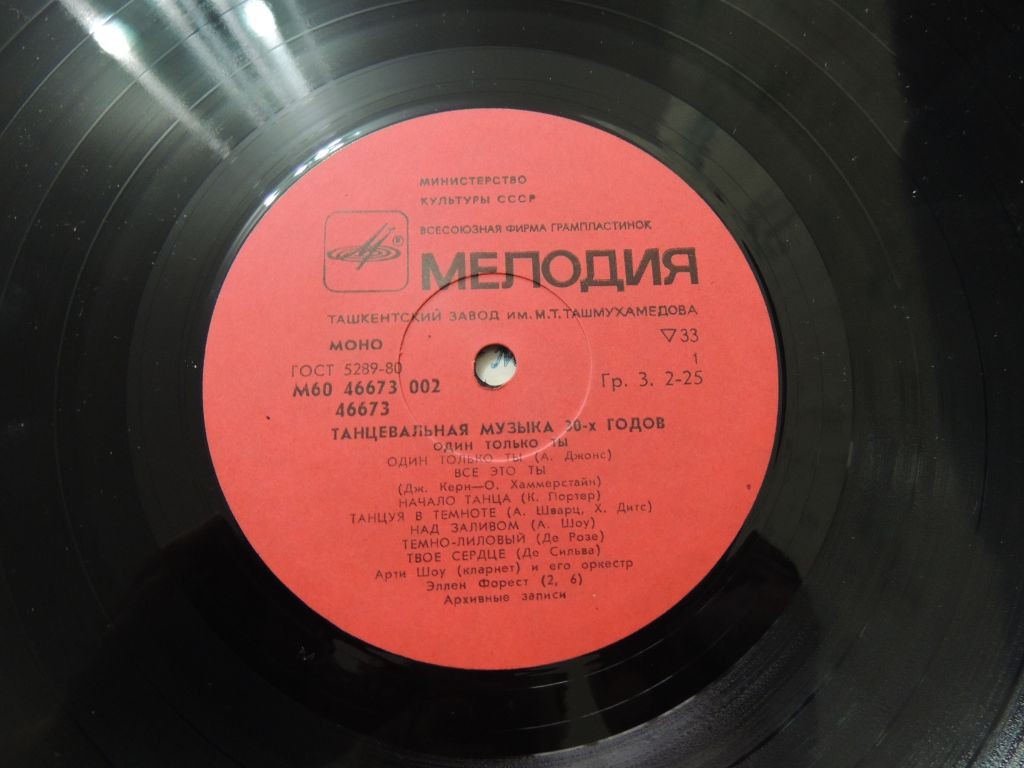 МИНИСТЕРСТВО
КУЛЬТУРЫ СССР
ВСЕСОЮЗНАЯ ФИРМА ГРАМПЛАСТИНОК
МЕЛОДИЯ
ТАШКЕНТСКИЙ ЗАВОД ИМ. М.Т. ТАШМУХАМЕДОВА
МОНО
▽33
ГОСТ 5289-80
1
М60 46673 002
Гр. 3. 2-25
46673
ТАНЦЕВАЛЬНАЯ МУЗЫКА 30-х ГОДОВ
ОДИН ТОЛЬКО ТЫ
ОДИН ТОЛЬКО ТЫ (А. Джонс)
ВСЕ ЭТО ТЫ
(Дж. Керн—О. Хаммерстайн)
НАЧАЛО ТАНЦА (К. Портер)
ТАНЦУЯ В ТЕМНОТЕ (А. Шварц, Х. Дитс)
НАД ЗАЛИВОМ (А. Шоу)
ТЕМНО-ЛИЛОВЫЙ (Де Розе)
ТВОЕ СЕРДЦЕ (Де Сильва)
Арти Шоу (кларнет) и его оркестр
Эллен Форест (2, 6)
Архивные записи